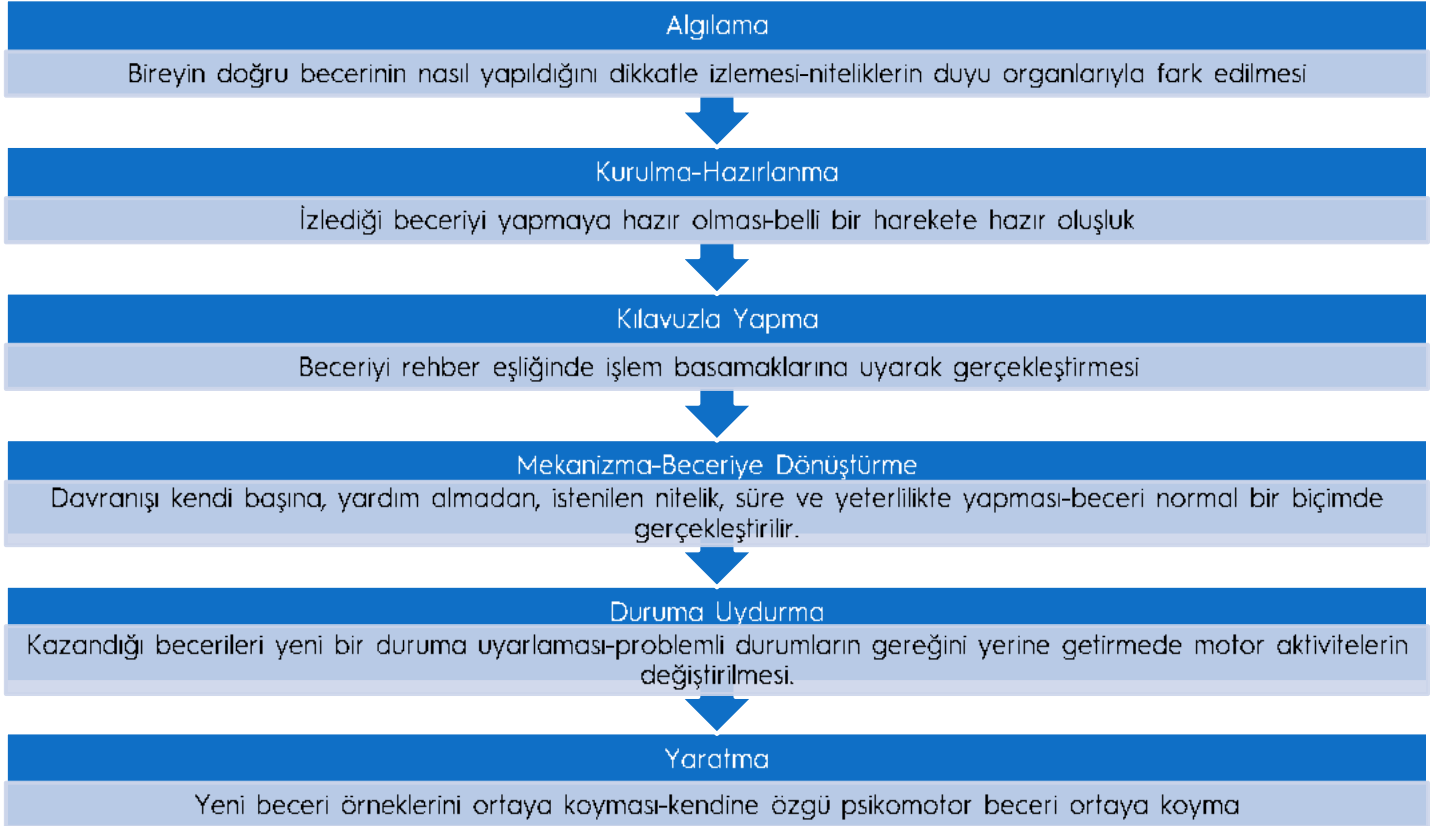 Algılama
Bireyin doğru becerinin nasıl yapıldığını dikkatle izlemesi-niteliklerin duyu organlarıyla fark edilmesi
Kurulma-Hazırlanma
İzlediği beceriyi yapmaya hazır olması-belli bir harekete hazır oluşluk
Kılavuzla Yapma
Beceriyi rehber eşliğinde işlem basamaklarına uyarak gerçekleştirmesi
Mekanizma-Beceriye Dönüştürme
Davranışı kendi başına, yardım almadan, istenilen nitelik, süre ve yeterlilikte yapması-beceri normal bir biçimde
gerçekleştirilir.
Duruma Uydurma
Kazandığı becerileri yeni bir duruma uyarlaması-problemli durumların gereğini yerine getirmede motor aktivitelerin
değiştirilmesi.
Yaratma
Yeni beceri örneklerini ortaya koyması-kendine özgü psikomotor beceri ortaya koyma